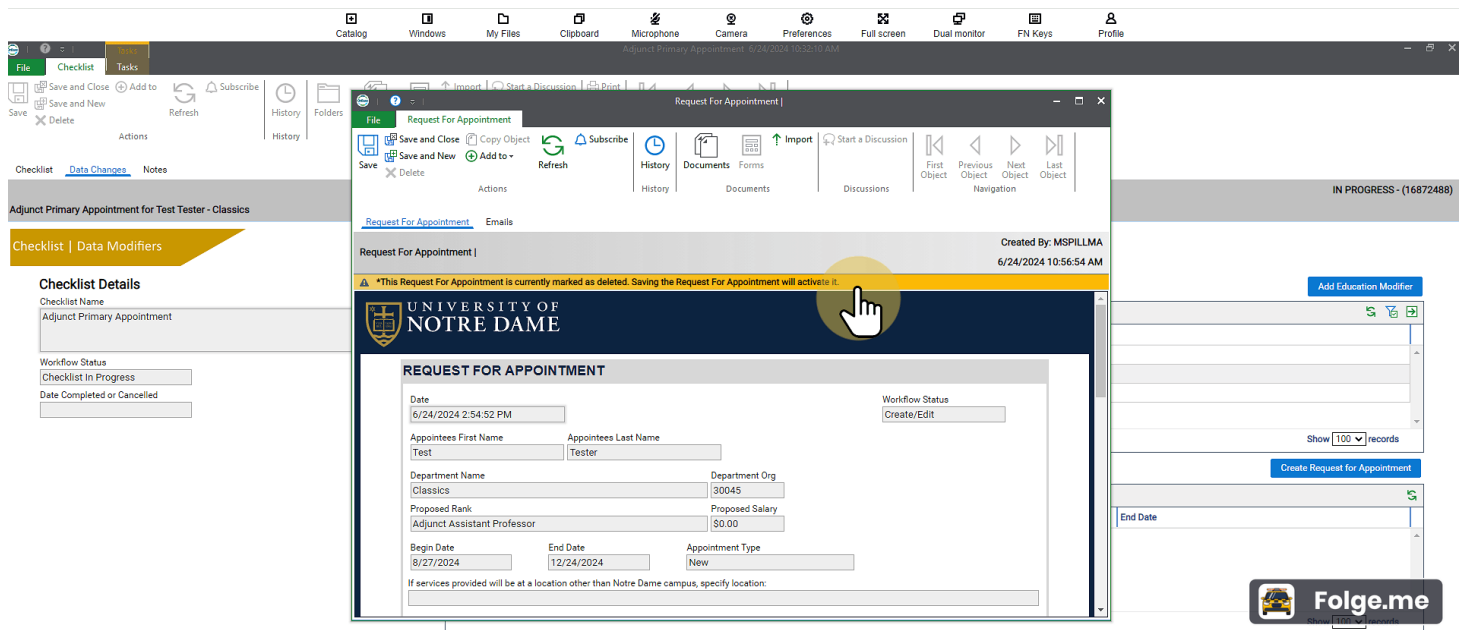 Catalog Windows My Files Clipboard Microphone Camera Preferences Full screen Dual monitor FN Keys Profile
Tasks
Adjunct Primary Appointment 6/24/2024 10:32:10 AM
File Checklist Tasks
Save
Save and Close
Add to
Save and New
Delete
Refresh
Subscribe
Actions
History
History
Folders
Import
Start a Discussion
Print
Checklist Data Changes Notes
IN PROGRESS - (16872488)
Adjunct Primary Appointment for Test Tester - Classics
Checklist | Data Modifiers
Checklist Details
Checklist Name
Adjunct Primary Appointment
Workflow Status
Checklist In Progress
Date Completed or Cancelled
Request For Appointment |
File Request For Appointment
Save
Save and Close
Copy Object
Save and New
Add to
Delete
Refresh
Subscribe
Actions
History
History
Documents
Forms
Import
Documents
Start a Discussion
Discussions
First Object
Previous Object
Next Object
Last Object
Navigation
Request For Appointment Emails
Created By: MSPILLMA
Request For Appointment |
6/24/2024 10:56:54 AM
*This Request For Appointment is currently marked as deleted. Saving the Request For Appointment will activate it.
UNIVERSITY OF
NOTRE DAME
REQUEST FOR APPOINTMENT
Date
6/24/2024 2:54:52 PM
Workflow Status
Create/Edit
Appointees First Name
Test
Appointees Last Name
Tester
Department Name
Classics
Department Org
30045
Proposed Rank
Adjunct Assistant Professor
Proposed Salary
$0.00
Begin Date
8/27/2024
End Date
12/24/2024
Appointment Type
New
If services provided will be at a location other than Notre Dame campus, specify location:
Add Education Modifier
Show 100 records
Create Request for Appointment
End Date
Folge.me
Show 100 records